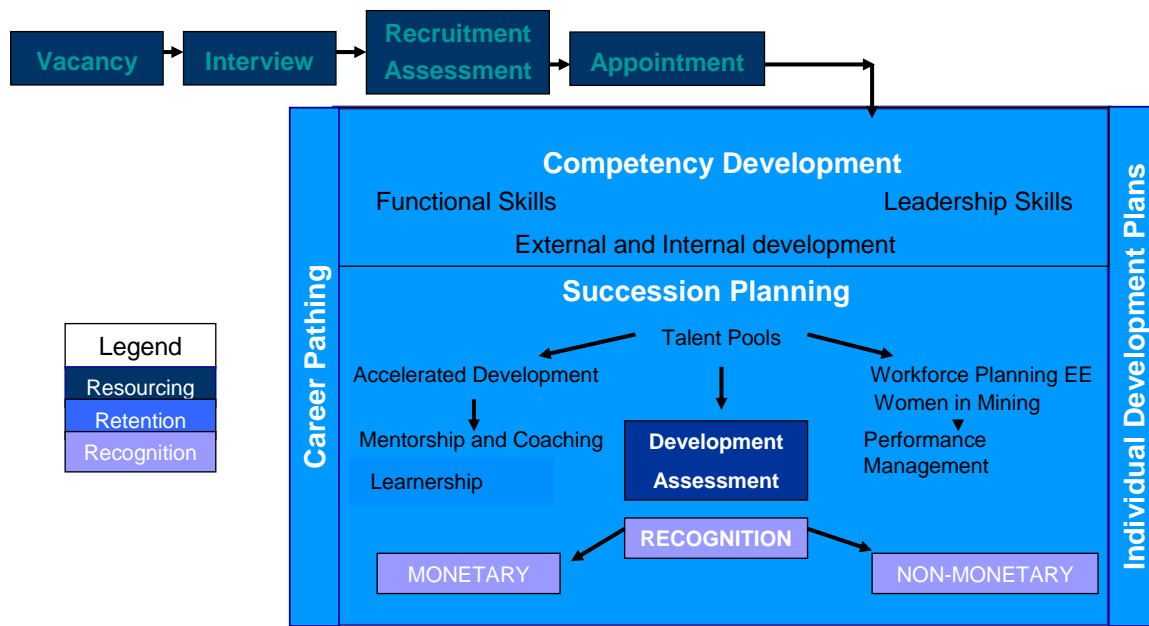 Vacancy
Interview
Recruitment
Assessment
Appointment
Competency Development
Functional Skills
Leadership Skills
External and Internal development
Succession Planning
Talent Pools
Accelerated Development
Workforce Planning EE
Women in Mining
Mentorship and Coaching
Learnership
Development
Assessment
Performance
Management
RECOGNITION
MONETARY
NON-MONETARY
Career Pathing
Individual Development Plans
Legend
Resourcing
Retention
Recognition